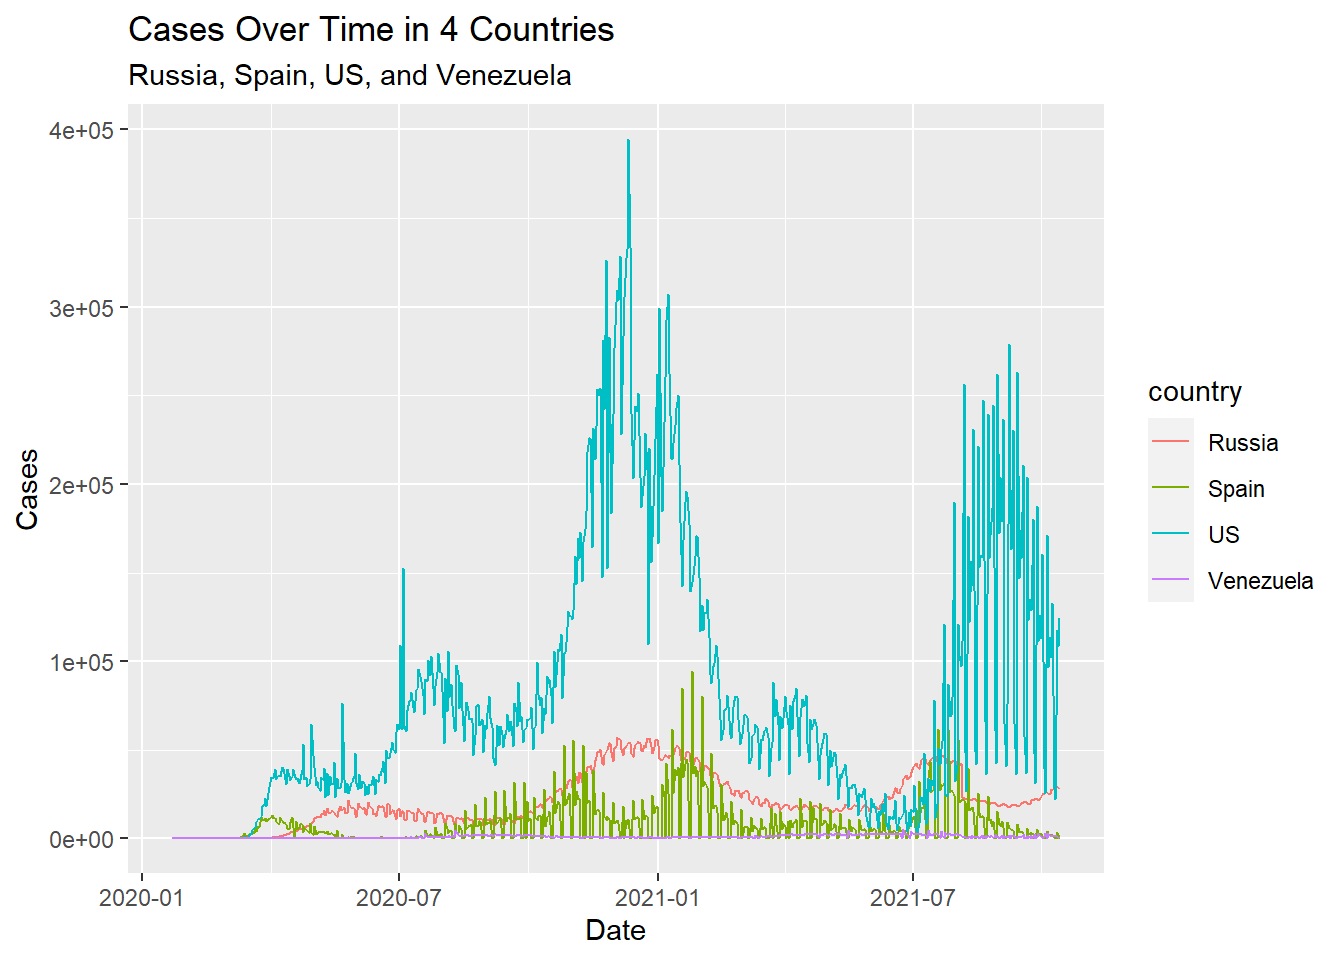 Cases Over Time in 4 Countries
Russia, Spain, US, and Venezuela
4e+05
3e+05
2e+05
1e+05
0e+00
Cases
2020-01
2020-07
2021-01
2021-07
Date
country
Russia
Spain
US
Venezuela